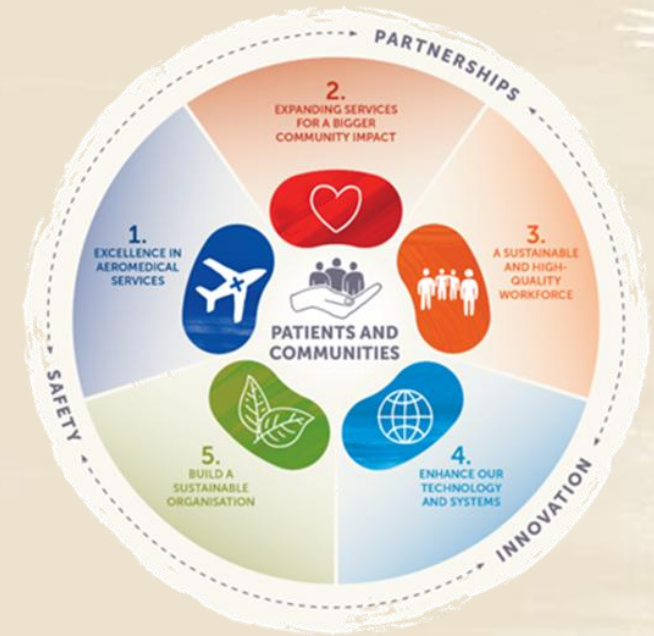 PARTNERSHIPS
2.
EXPANDING SERVICES
FOR A BIGGER
COMMUNITY IMPACT
1.
EXCELLENCE IN
AEROMEDICAL
SERVICES
3.
A SUSTAINABLE
AND HIGH-
QUALITY
WORKFORCE
PATIENTS AND
COMMUNITIES
SAFETY
5.
BUILD A
SUSTAINABLE
ORGANISATION
4.
ENHANCE OUR
TECHNOLOGY
AND SYSTEMS
INNOVATION